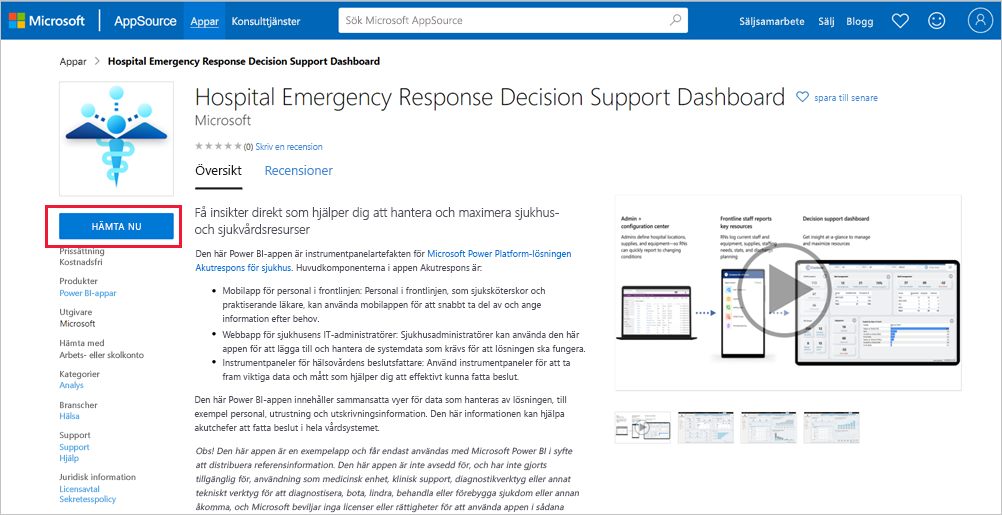 Microsoft
AppSource
Appar
Konsulttjänster
Sök Microsoft AppSource
Säljsamarbete
Sälj
Blogg
Appar > Hospital Emergency Response Decision Support Dashboard
Hospital Emergency Response Decision Support Dashboard
spara till senare
Microsoft
(0) Skriv en recension
Översikt
Recensioner
HÄMTA NU
Prissättning
Kostnadsfri
Produkter
Power BI-appar
Utgivare
Microsoft
Hämta med
Arbets- eller skolkonto
Kategorier
Analys
Branscher
Hälsa
Support
Support
Hjälp
Juridisk information
Licensavtal
Sekretesspolicy
Få insikter direkt som hjälper dig att hantera och maximera sjukhus-
och sjukvårdsresurser
Den här Power BI-appen är instrumentpanelartefakten för Microsoft Power Platform-lösningen
Akutrespons för sjukhus. Huvudkomponenterna i appen Akutrespons är:
• Mobilapp för personal i frontlinjen: Personal i frontlinjen, som sjuksköterskor och
praktiserande läkare, kan använda mobilappen för att snabbt ta del av och ange
information efter behov.
• Webbapp för sjukhusens IT-administratörer: Sjukhusadministratörer kan använda den här
appen för att lägga till och hantera de systemdata som krävs för att lösningen ska fungera.
• Instrumentpaneler för hälsovårdens beslutsfattare: Använd instrumentpaneler för att ta
fram viktiga data och mått som hjälper dig att effektivt kunna fatta beslut.
Den här Power BI-appen innehåller sammansatta vyer för data som hanteras av lösningen, till
exempel personal, utrustning och utskrivningsinformation. Den här informationen kan hjälpa
akutchefer att fatta beslut i hela vårdsystemet.
Obs! Den här appen är en exempelapp och får endast användas med Microsoft Power BI i syfte
att distribuera referensinformation. Den här appen är inte avsedd för, och har inte gjorts
tillgänglig för, användning som medicinsk enhet, klinisk support, diagnostikverktyg eller annat
tekniskt verktyg för att diagnostisera, bota, lindra, behandla eller förebygga sjukdom eller annan
åkomma, och Microsoft beviljar inga licenser eller rättigheter för att använda appen i sådana
Admin +
configuration center
Admins define hospital
locations,
supplies, and equipment—so RNs
can quickly report to changing
conditions
Frontline staff reports
key resources
RNs log current staff and
equipment, supplies, staffing
needs, stats, and
planning
Decision support dashboard
Get insight at-a-glance to manage
and maximize resources